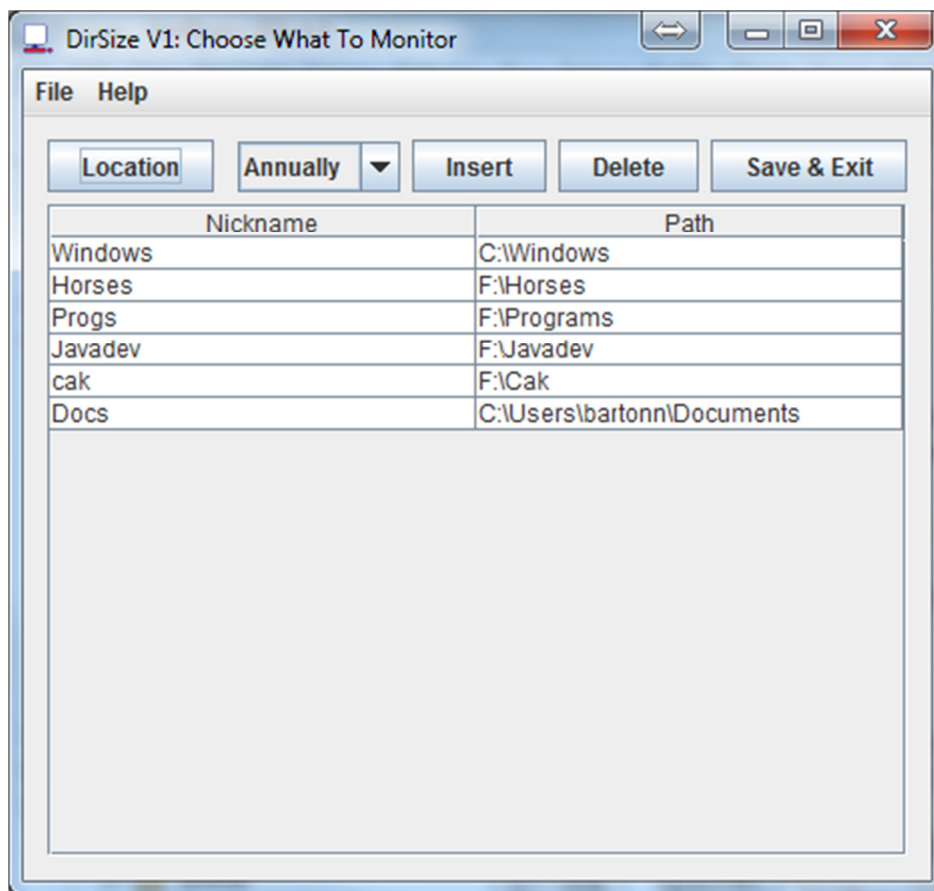 DirSize V1: Choose What To Monitor
File Help
Location Annually Insert Delete Save & Exit
Nickname Path
Windows C:\Windows
Horses F:\Horses
Progs F:\Programs
Javadev F:\Javadev
cak F:\Cak
Docs C:\Users\bartonn\Documents